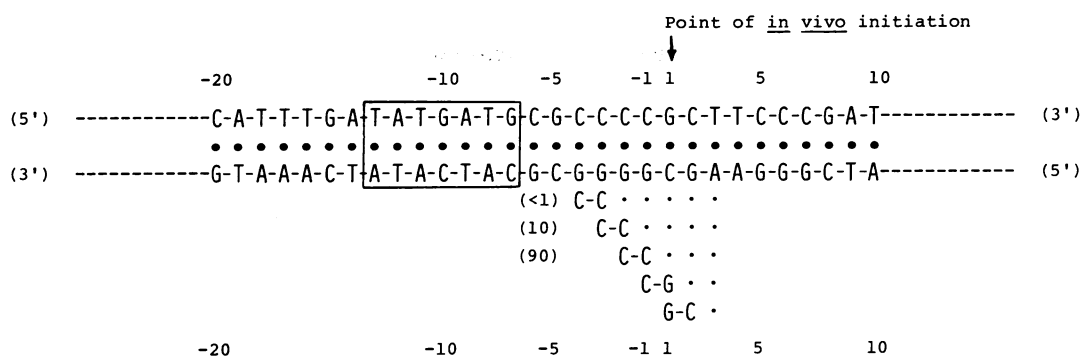 Point of in vivo initiation
-20 -10 -5 -1 1 5 10
(5') ------------C-A-T-T-T-G-A-T-A-T-G-A-T-G-C-G-C-C-C-C-G-C-T-T-C-C-C-G-A-T------------ (3')
(3') ------------G-T-A-A-A-C-T-A-T-A-C-T-A-C-G-C-G-G-G-G-C-G-A-A-G-G-G-C-T-A------------ (5')
(<1) C-C · · · · ·
(10) C-C · · · ·
(90) C-C · · ·
C-G · ·
G-C ·
-20 -10 -5 -1 1 5 10